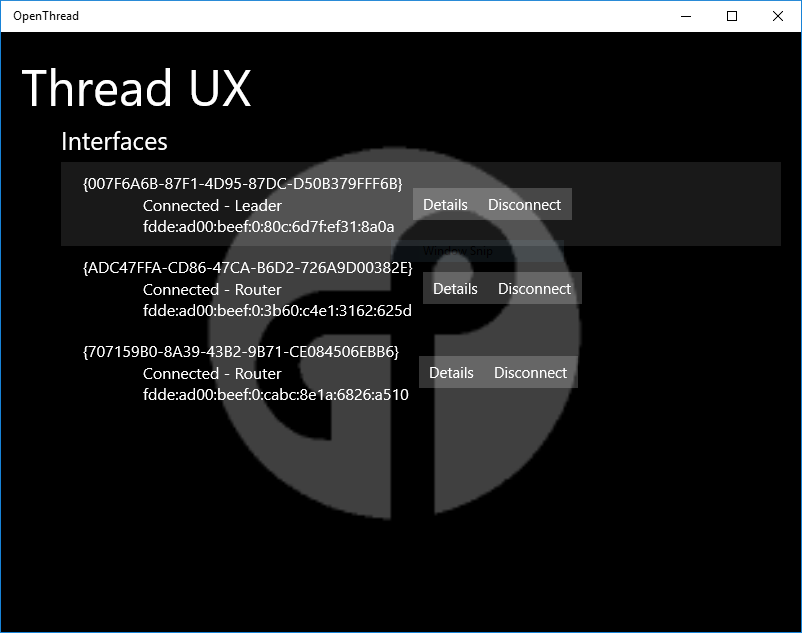 OpenThread
Thread UX
Interfaces
{007F6A6B-87F1-4D95-87DC-D50B379FFF6B}
Connected - Leader
fdde:ad00:beef:0:80c:6d7f:ef31:8a0a
Details Disconnect
Window Snip
{ADC47FFA-CD86-47CA-B6D2-726A9D00382E}
Connected - Router
fdde:ad00:beef:0:3b60:c4e1:3162:625d
Details Disconnect
{707159B0-8A39-43B2-9B71-CE084506EBB6}
Connected - Router
fdde:ad00:beef:0:cabc:8e1a:6826:a510
Details Disconnect